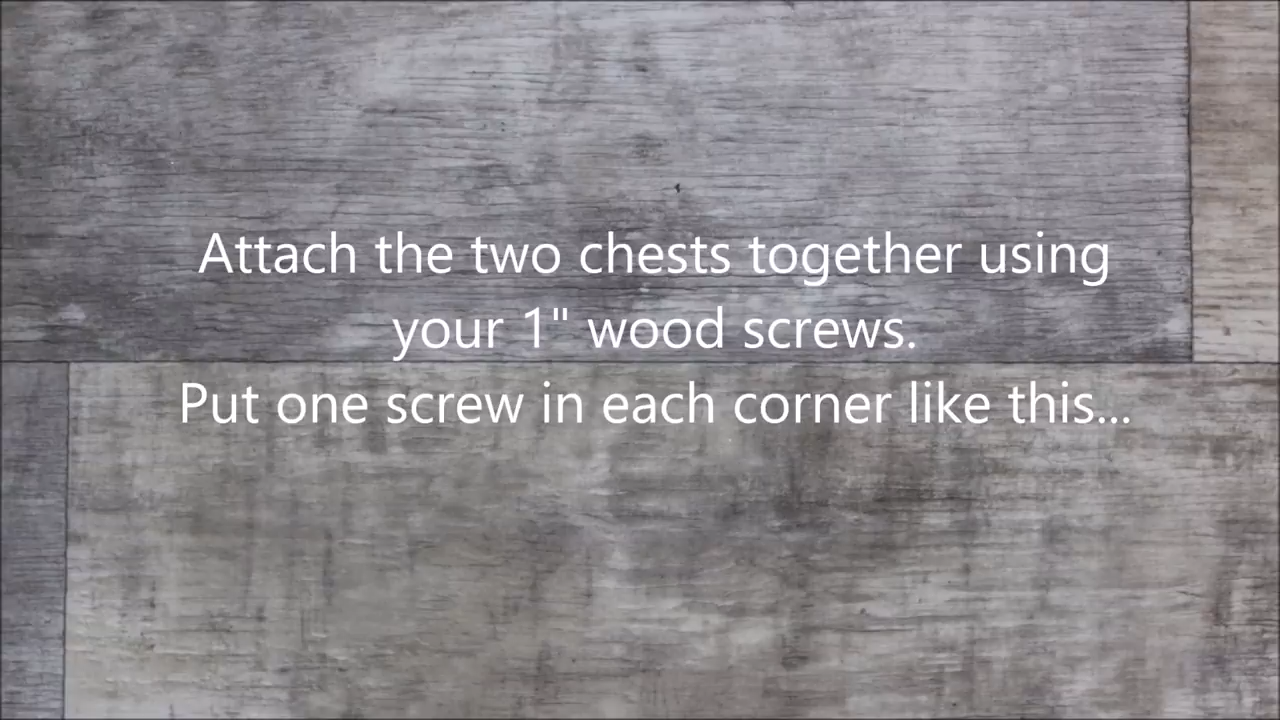 Attach the two chests together using
your 1" wood screws.
Put one screw in each corner like this...